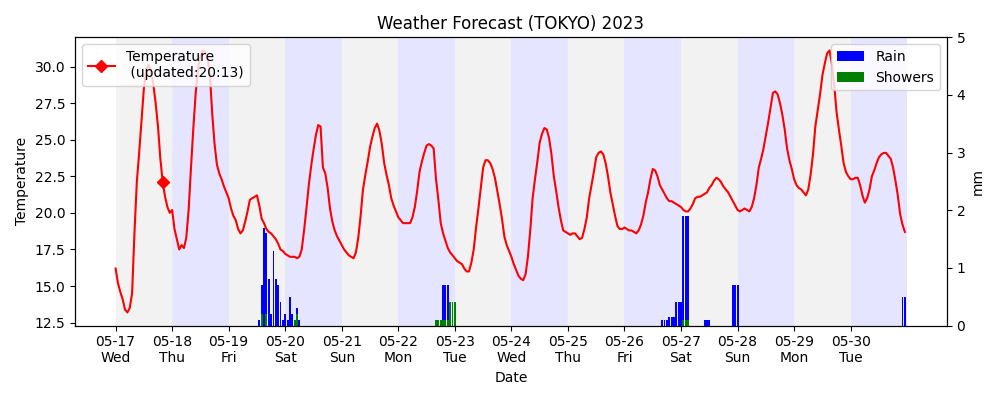 Weather Forecast (TOKYO) 2023
Temperature
(updated:20:13)
Rain
Showers
Temperature
30.0
27.5
25.0
22.5
20.0
17.5
15.0
12.5
5
4
3
2
1
0
mm
05-17 05-18 05-19 05-20 05-21 05-22 05-23 05-24 05-25 05-26 05-27 05-28 05-29 05-30
Wed Thu Fri Sat Sun Mon Tue Wed Thu Fri Sat Sun Mon Tue
Date